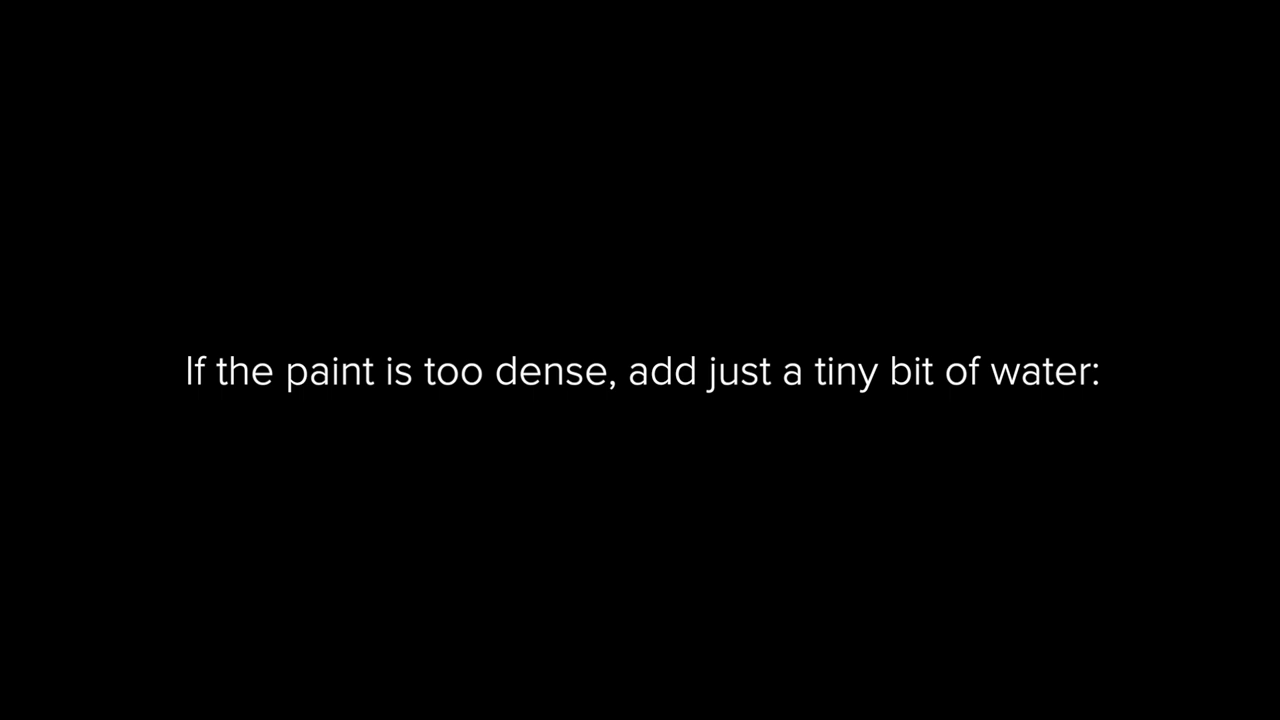 If the paint is too dense, add just a tiny bit of water: